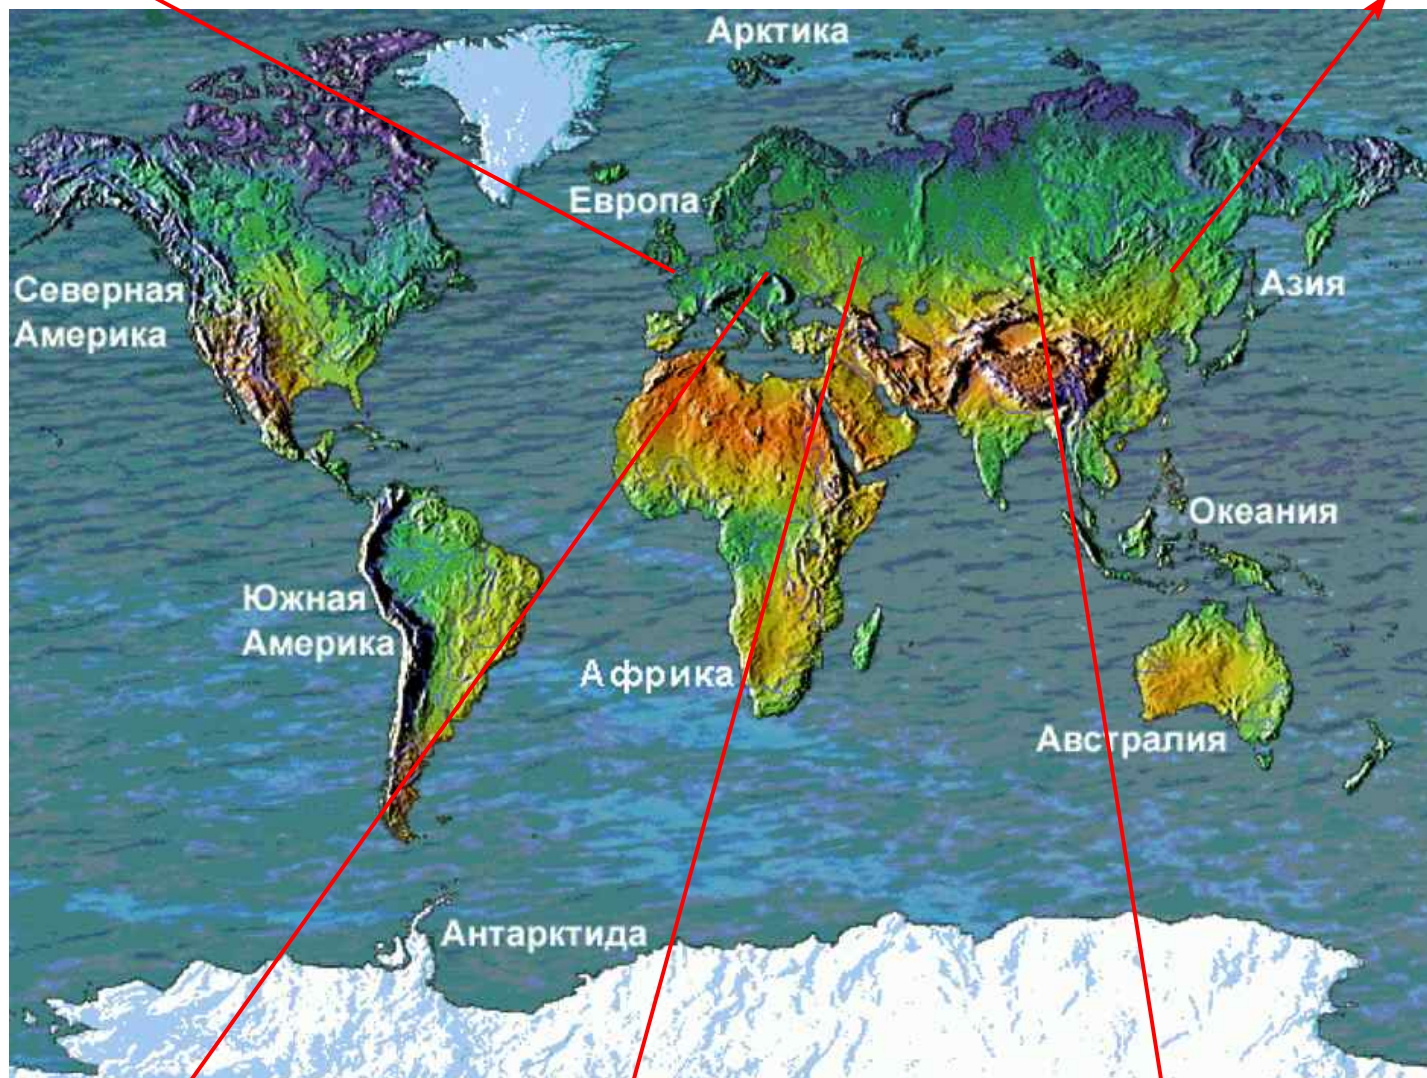 Арктика
Европа
Северная
Америка
Азия
Океания
Южная
Америка
Африка
Австралия
Антарктида